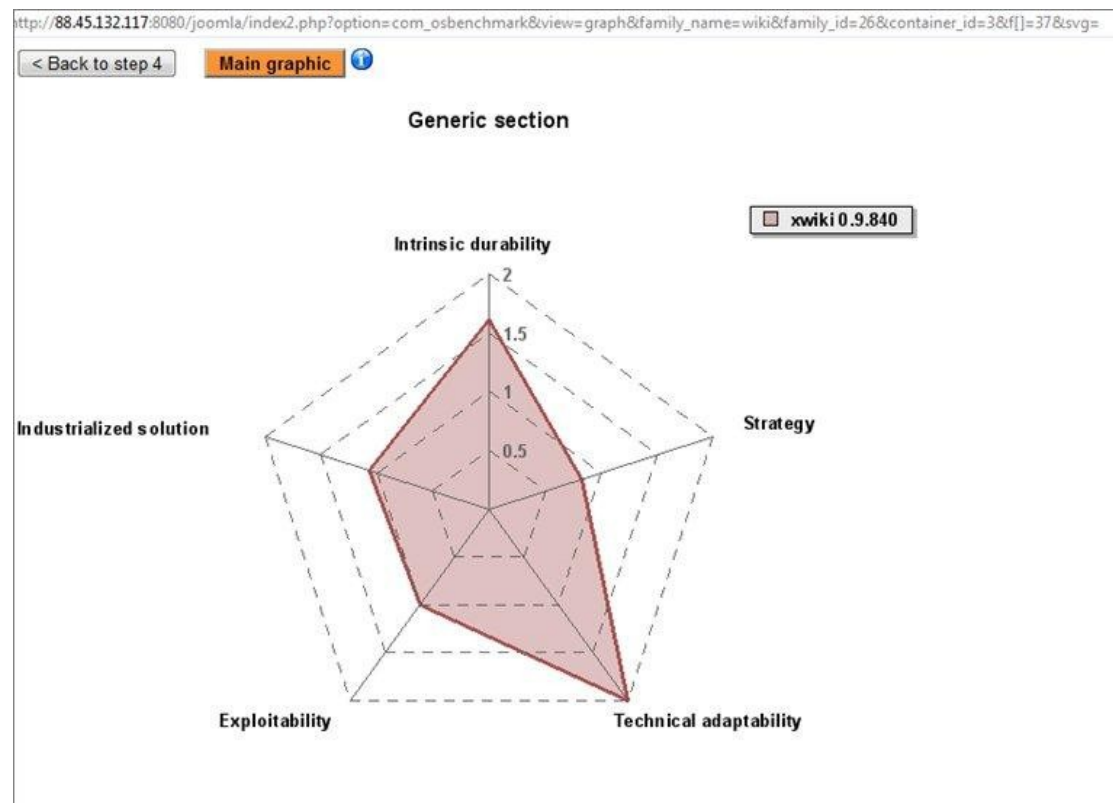 http://88.45.132.117:8080/joomla/index2.php?option=com_osbenchmark&view=graph&family_name=wiki&family_id=26&container_id=3&f[]=37&svg=
< Back to step 4 Main graphic i
Generic section
xwiki 0.9.840
Intrinsic durability
2
1.5
1
0.5
Industrialized solution
Strategy
Exploitability
Technical adaptability